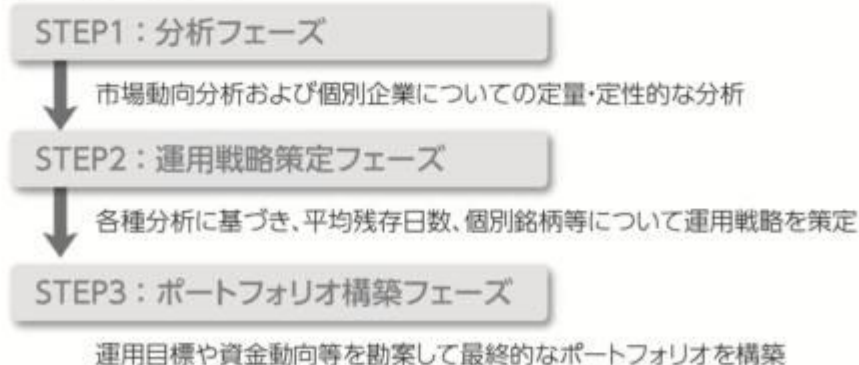 STEP1：分析フェーズ
市場動向分析および個別企業についての定量・定性的な分析
STEP2：運用戦略策定フェーズ
各種分析に基づき、平均残存日数、個別銘柄等について運用戦略を策定
STEP3：ポートフォリオ構築フェーズ
運用目標や資金動向等を勘案して最終的なポートフォリオを構築